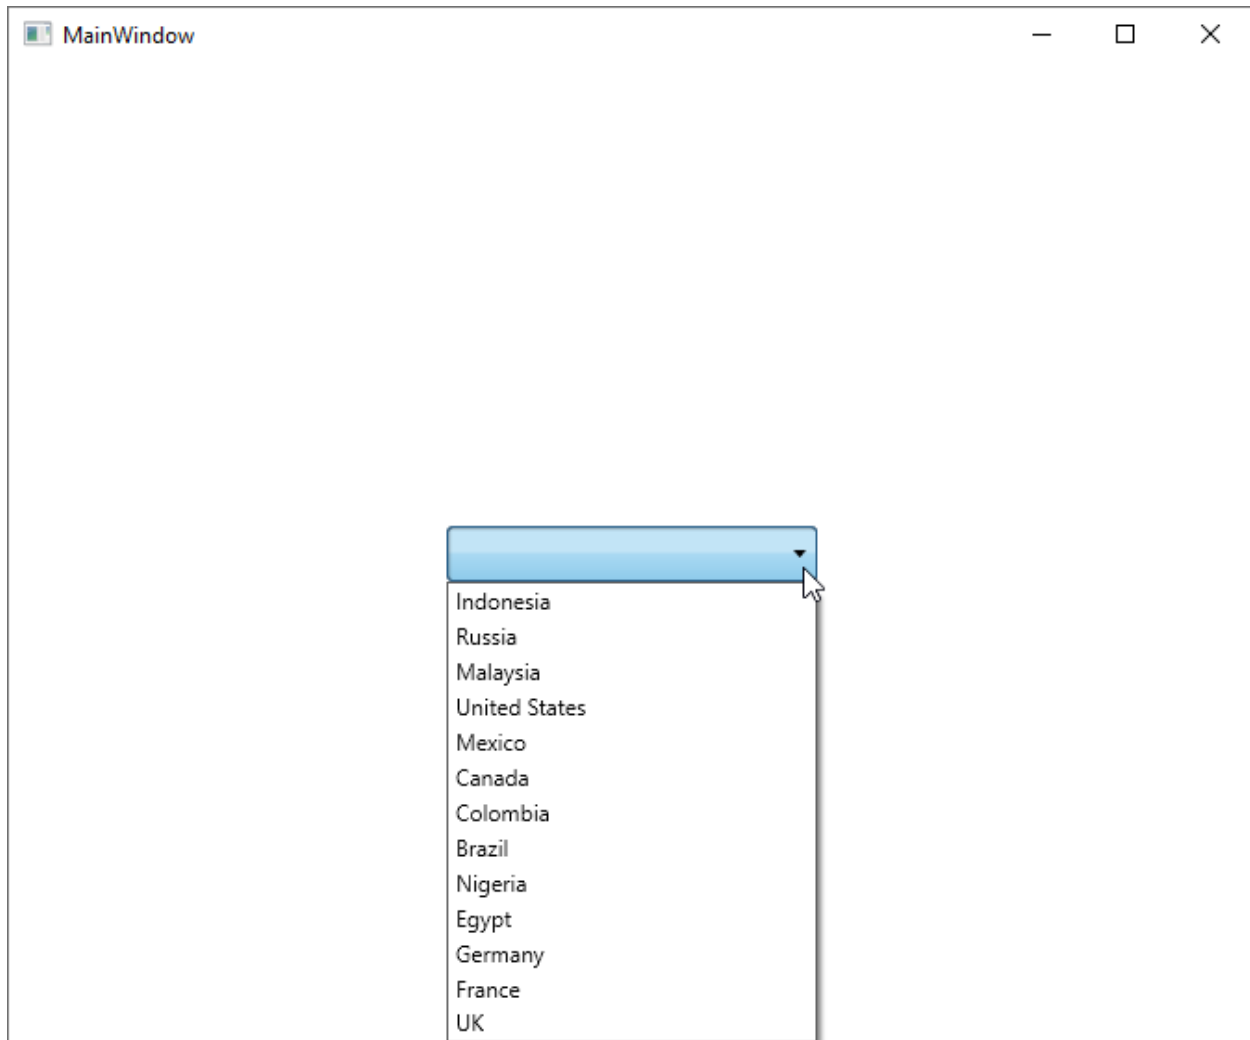 MainWindow
Indonesia
Russia
Malaysia
United States
Mexico
Canada
Colombia
Brazil
Nigeria
Egypt
Germany
France
UK